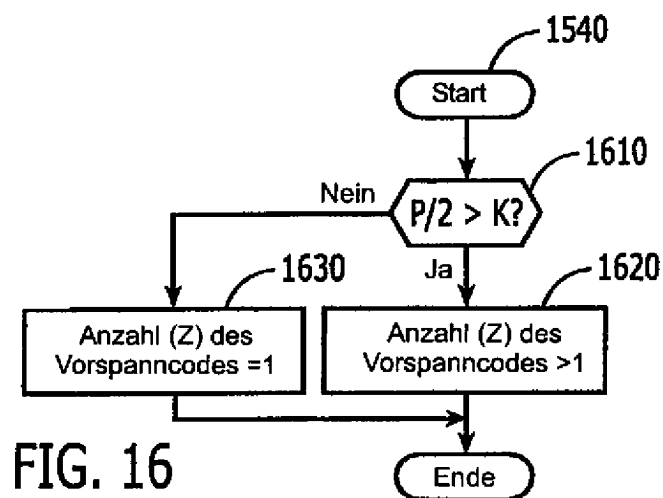 1540
Start
1610
Nein
P/2 > K?
1630
Ja
1620
Anzahl (Z) des
Vorspanncodes =1
Anzahl (Z) des
Vorspanncodes >1
FIG. 16
Ende